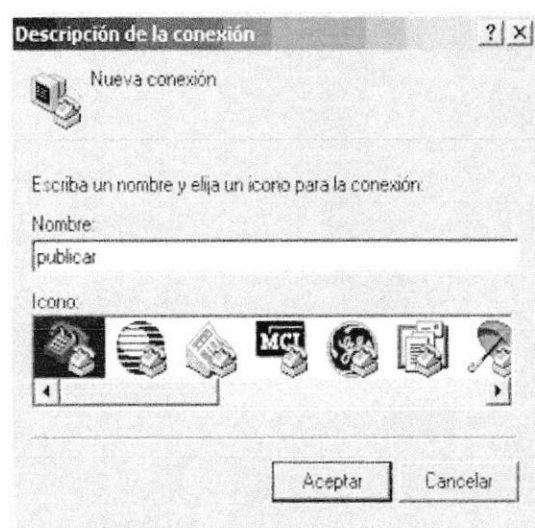 Descripción de la conexión
Nueva conexión
Escriba un nombre y elija un icono para la conexión:
Nombre:
publicar
Icono:
MCI
Aceptar
Cancelar